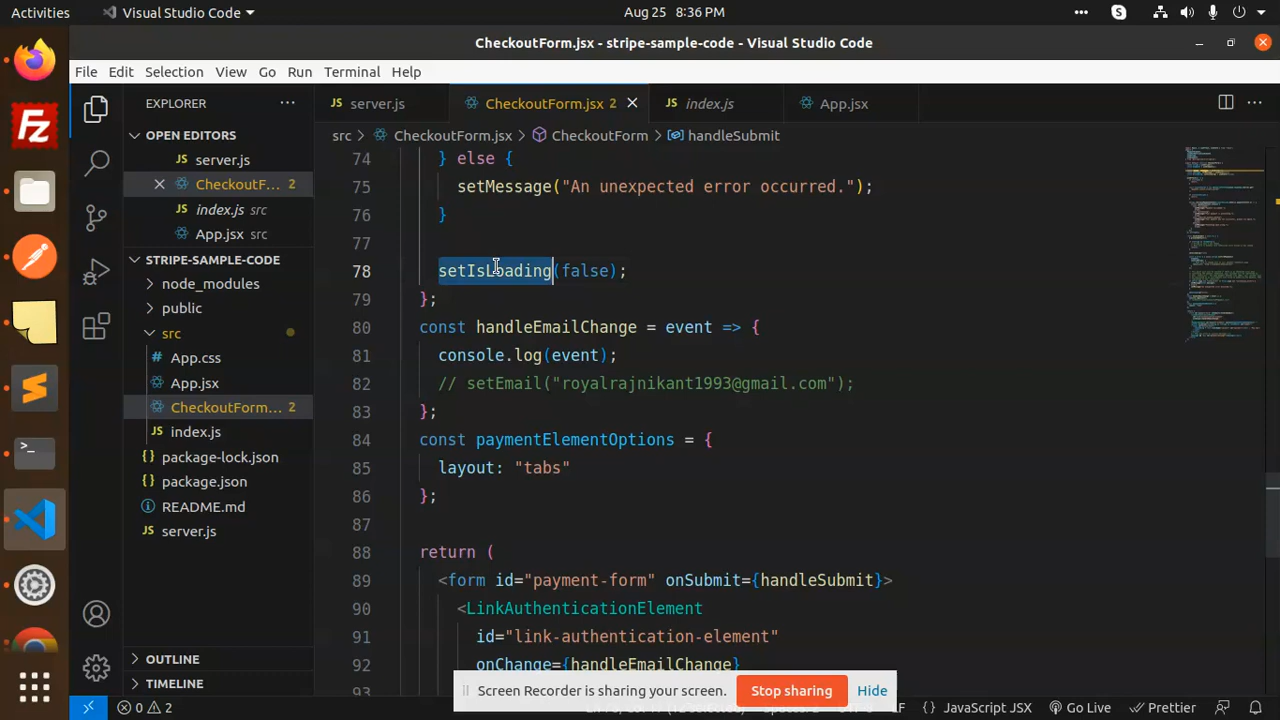 Activities
Visual Studio Code
Aug 25 8:36 PM
CheckoutForm.jsx - stripe-sample-code - Visual Studio Code
File Edit Selection View Go Run Terminal Help
EXPLORER
server.js
CheckoutForm.jsx 2
index.js
App.jsx
src > CheckoutForm.jsx > CheckoutForm > handleSubmit
OPEN EDITORS
server.js
CheckoutF... 2
index.js src
App.jsx src
STRIPE-SAMPLE-CODE
node_modules
public
src
App.css
App.jsx
CheckoutForm... 2
index.js
package-lock.json
package.json
README.md
server.js
OUTLINE
TIMELINE
74 } else {
75 setMessage("An unexpected error occurred.");
76 }
77
78 setIsLoading(false);
79 };
80 const handleEmailChange = event => {
81 console.log(event);
82 // setEmail("royalrajnikant1993@gmail.com");
83 };
84 const paymentElementOptions = {
85 layout: "tabs"
86 };
87
88 return (
89 <form id="payment-form" onSubmit={handleSubmit}>
90 <LinkAuthenticationElement
91 id="link-authentication-element"
92 onChange={handleEmailChange}
93
Screen Recorder is sharing your screen.
Stop sharing
Hide
0 2
LF
{ } JavaScript JSX
Go Live
Prettier